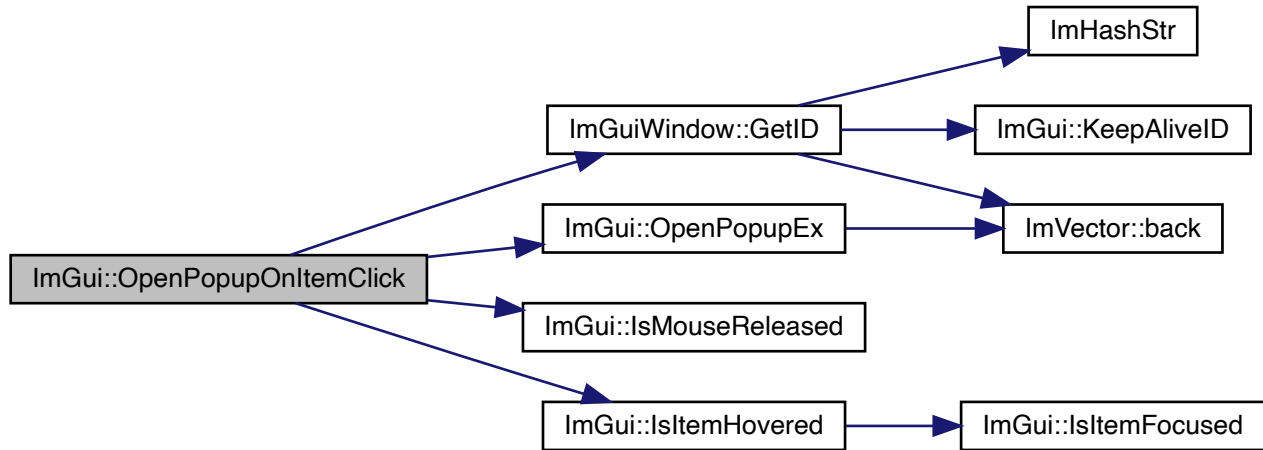 ImHashStr
ImGuiWindow::GetID
ImGui::KeepAliveID
ImGui::OpenPopupEx
ImVector::back
ImGui::OpenPopupOnItemClick
ImGui::IsMouseReleased
ImGui::IsItemHovered
ImGui::IsItemFocused